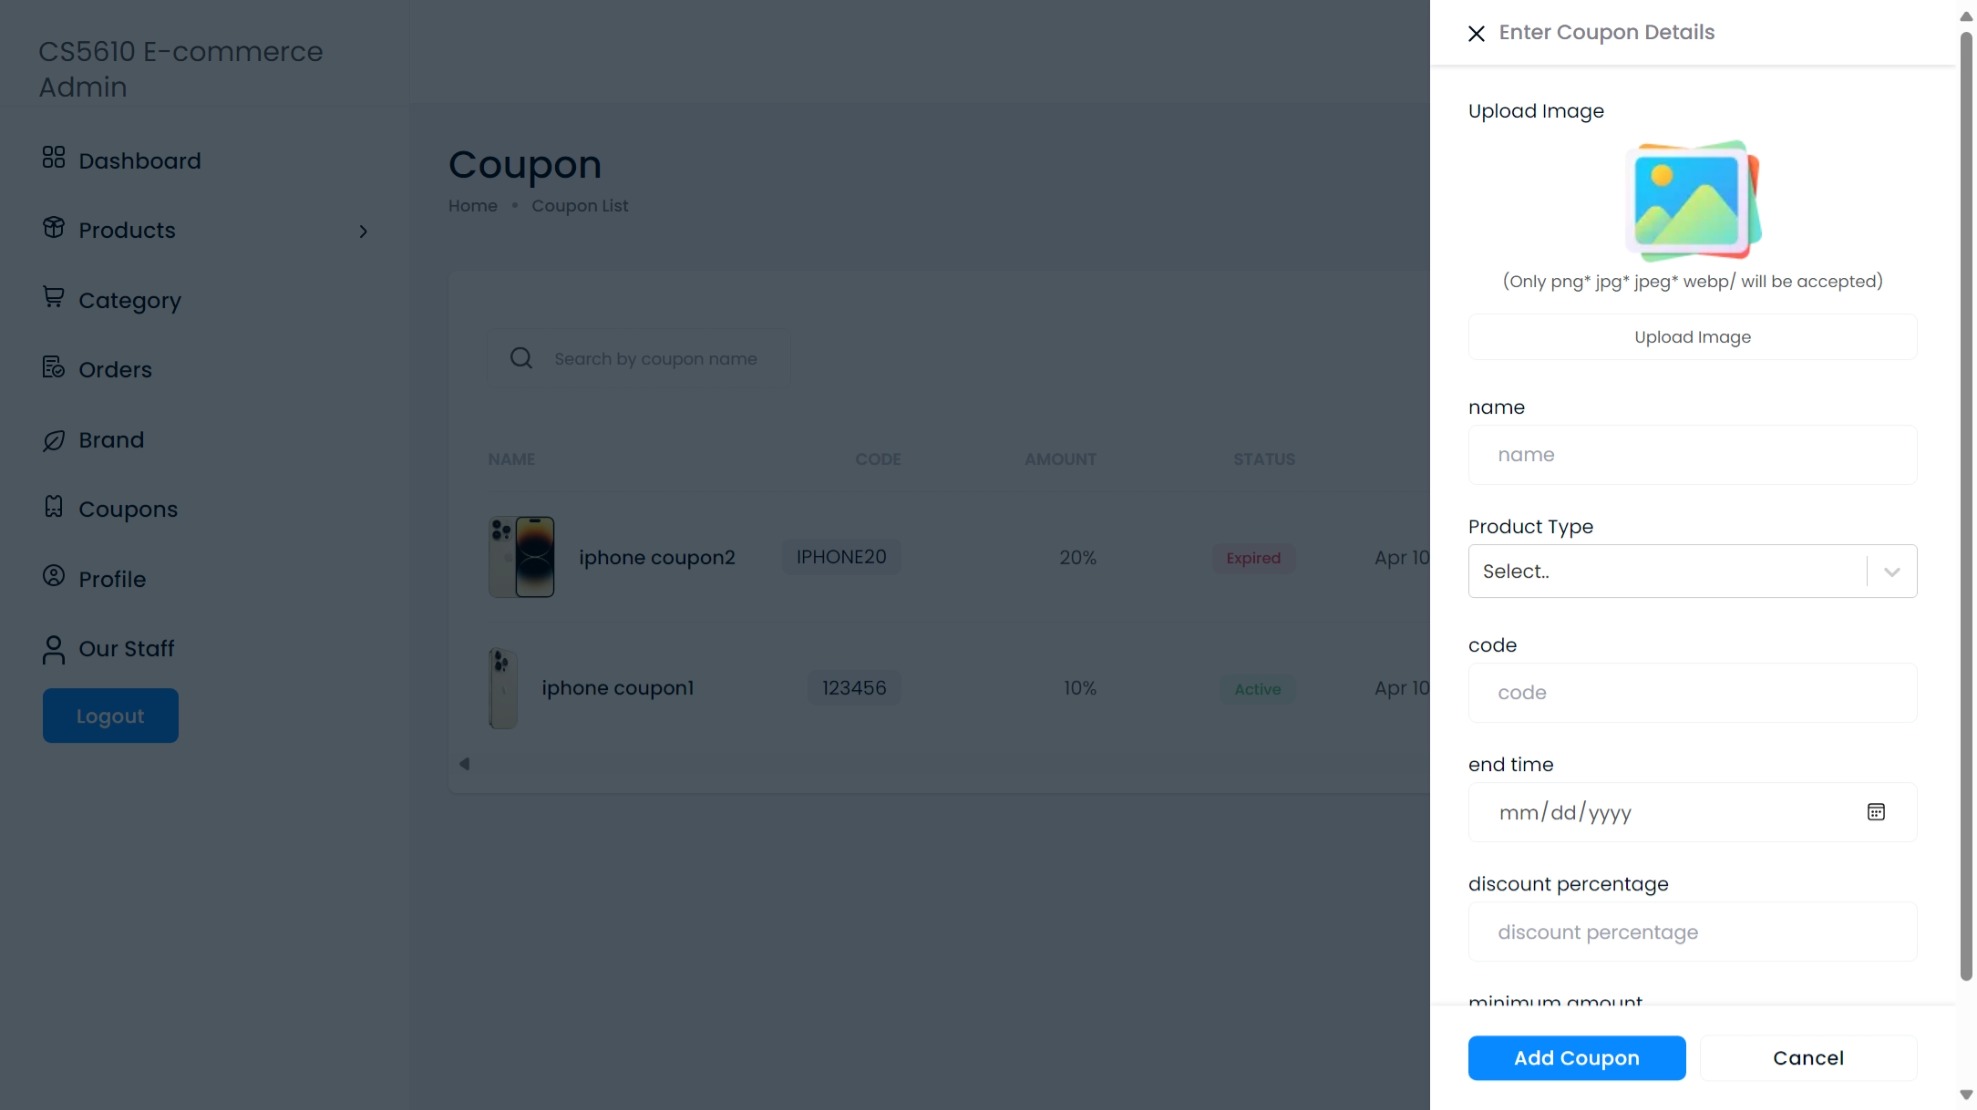 CS5610 E-commerce
Admin
Dashboard
Products
Category
Orders
Brand
Coupons
Profile
Our Staff
Logout
Coupon
Home • Coupon List
Search by coupon name
NAME CODE AMOUNT STATUS
iphone coupon2 IPHONE20 20% Expired Apr 10
iphone coupon1 123456 10% Active Apr 10
Enter Coupon Details
Upload Image
(Only png* jpg* jpeg* webp/ will be accepted)
Upload Image
name
name
Product Type
Select..
code
code
end time
mm/dd/yyyy
discount percentage
discount percentage
minimum amount
Add Coupon Cancel